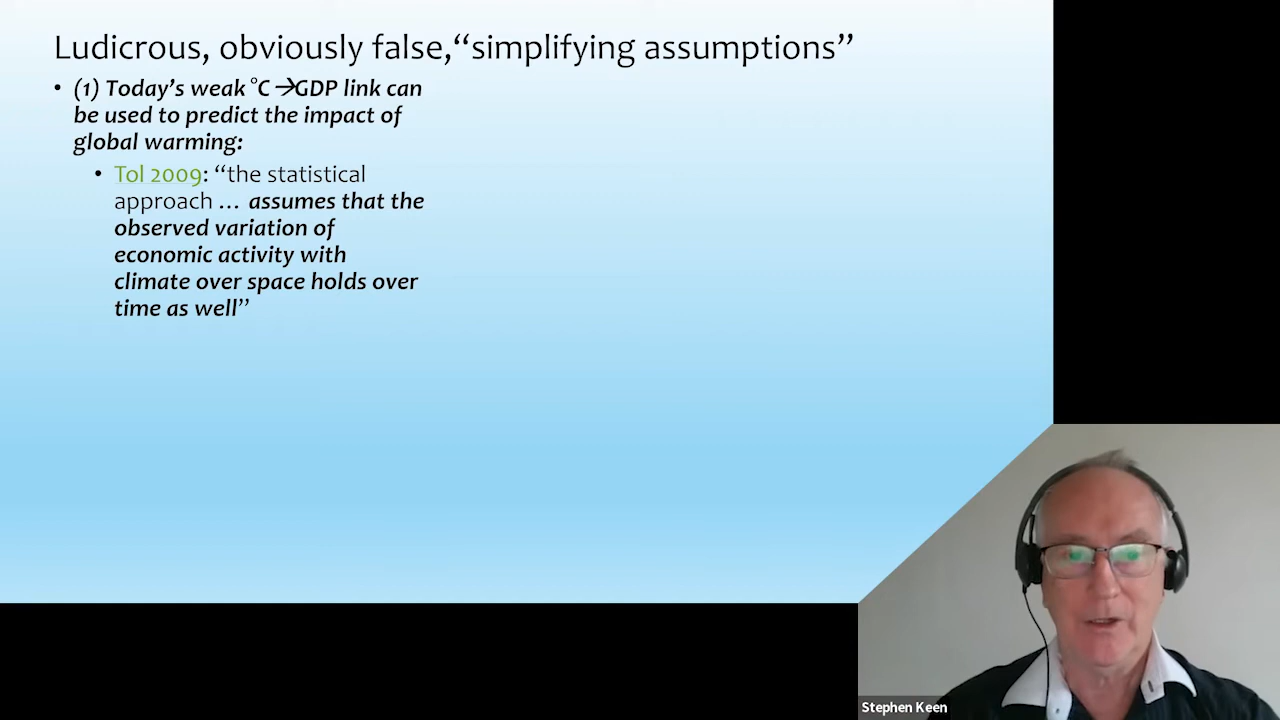 Ludicrous, obviously false,“simplifying assumptions”
• (1) Today’s weak °C→GDP link can
be used to predict the impact of
global warming:
• Tol 2009: “the statistical
approach … assumes that the
observed variation of
economic activity with
climate over space holds over
time as well”
Stephen Keen